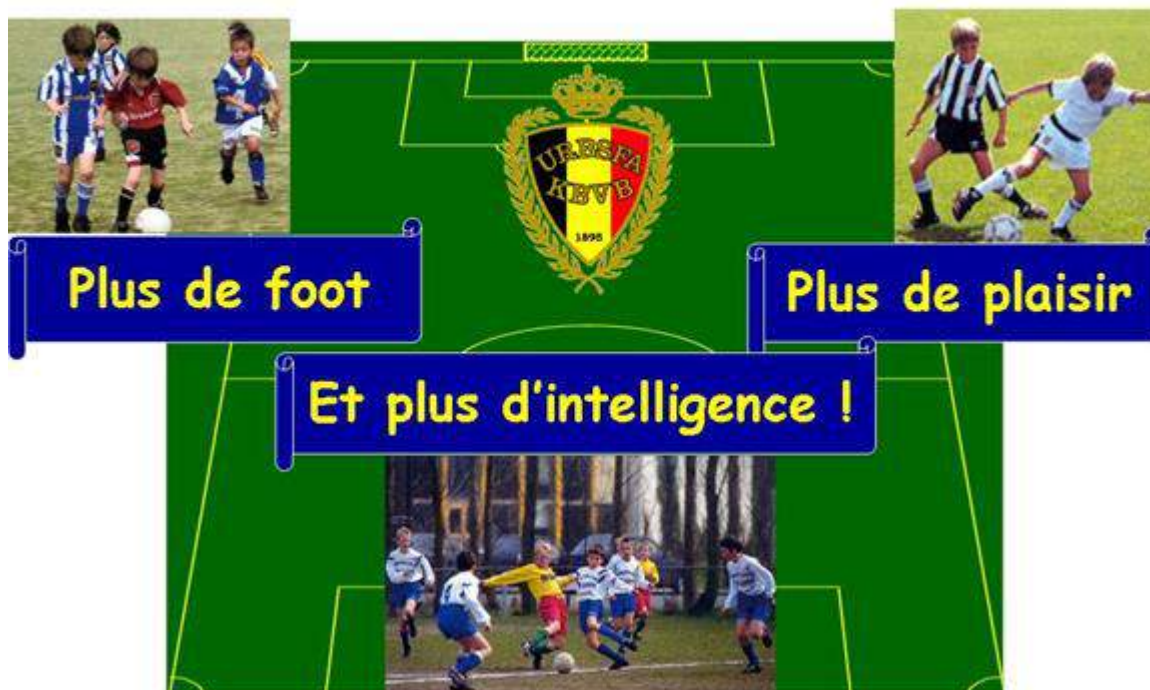 URBSFA
KBVB
1895
Plus de foot
Plus de plaisir
Et plus d'intelligence !